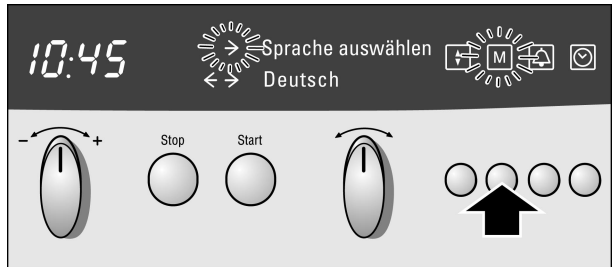 10:45
→ Sprache auswählen
M
←→ Deutsch
- +
Stop
Start